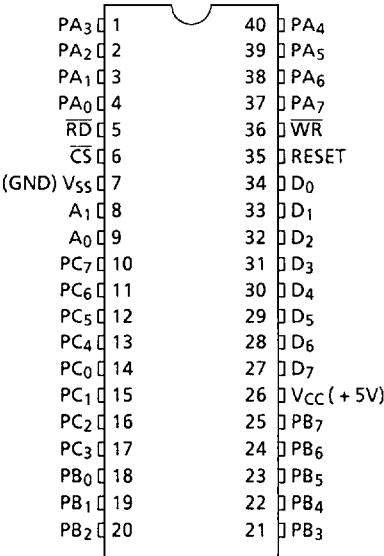 PA3 1 40 PA4
PA2 2 39 PA5
PA1 3 38 PA6
PA0 4 37 PA7
R̅D̅ 5 36 W̅R̅
C̅S̅ 6 35 RESET
(GND) VSS 7 34 D0
A1 8 33 D1
A0 9 32 D2
PC7 10 31 D3
PC6 11 30 D4
PC5 12 29 D5
PC4 13 28 D6
PC0 14 27 D7
PC1 15 26 VCC (+5V)
PC2 16 25 PB7
PC3 17 24 PB6
PB0 18 23 PB5
PB1 19 22 PB4
PB2 20 21 PB3